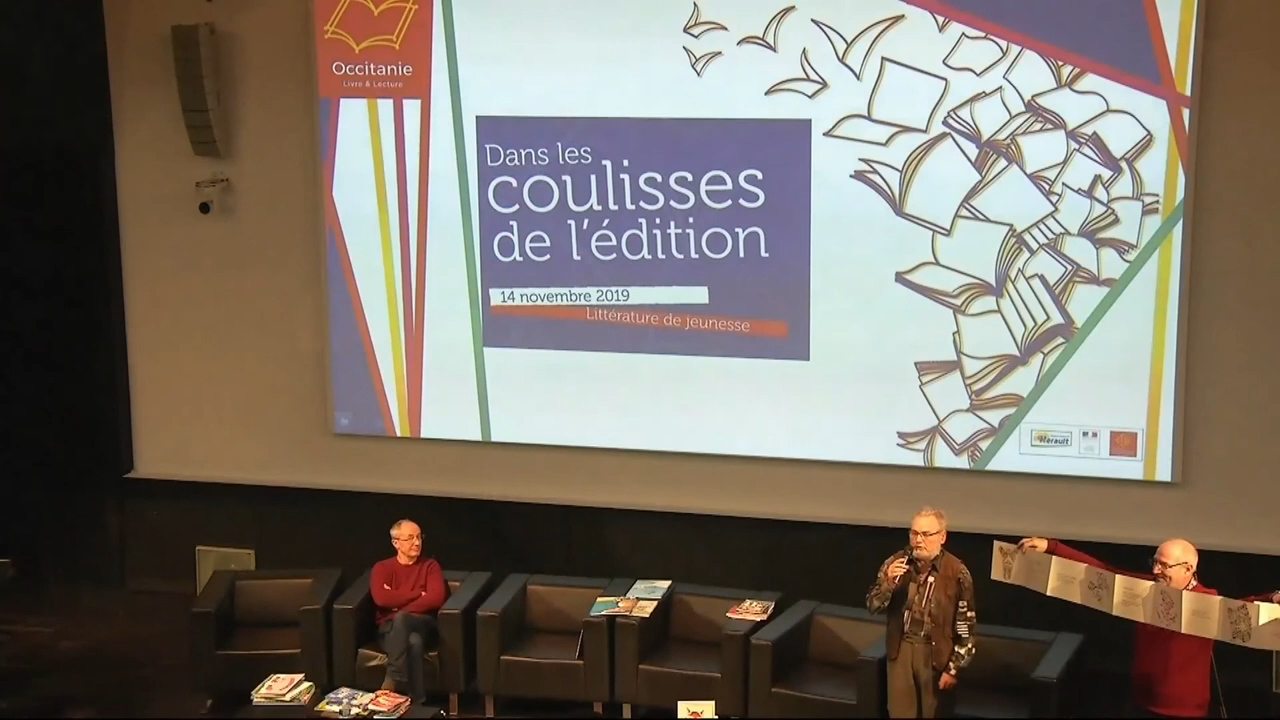 Occitanie
Livre & Lecture
Dans les
coulisses
de l'édition
14 novembre 2019
Littérature de jeunesse
Hérault